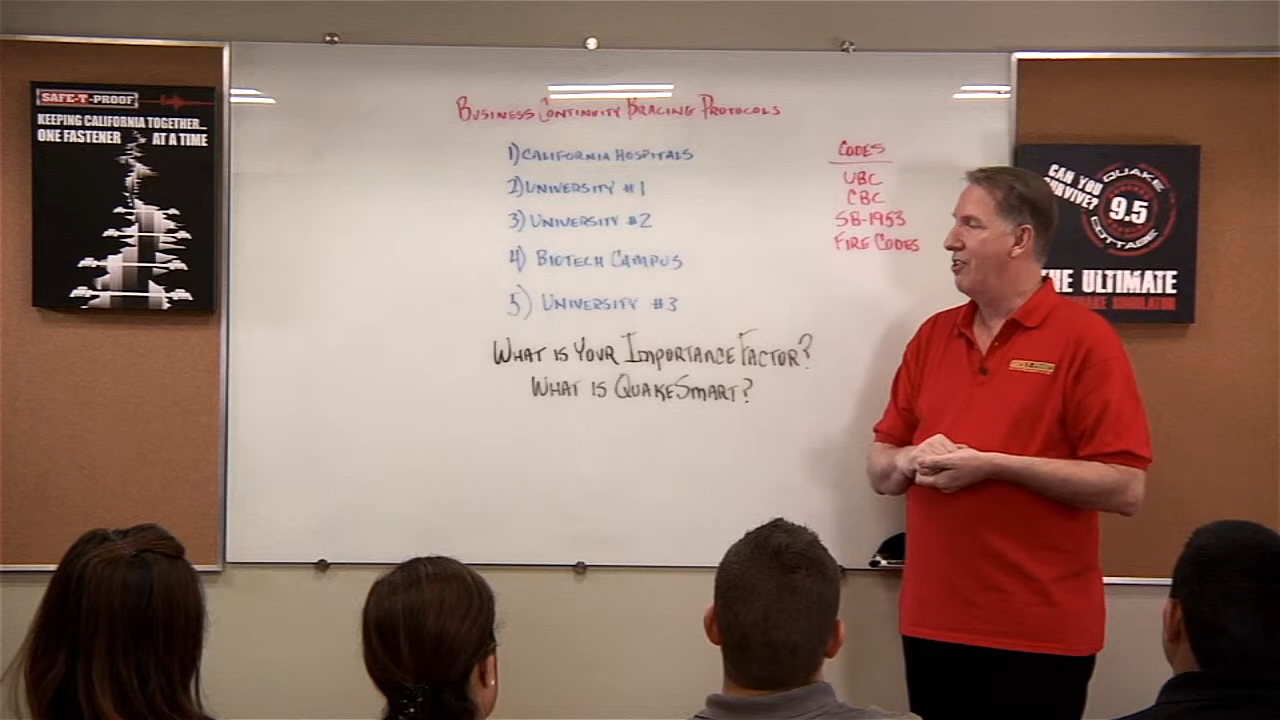 SAFE-T-PROOF
KEEPING CALIFORNIA TOGETHER...
ONE FASTENER AT A TIME
BUSINESS CONTINUITY BRACING PROTOCOLS
1) CALIFORNIA HOSPITALS
2) UNIVERSITY #1
3) UNIVERSITY #2
4) BIOTECH CAMPUS
5) UNIVERSITY #3
WHAT IS YOUR IMPORTANCE FACTOR?
WHAT IS QUAKESMART?
CODES
UBC
CBC
SB-1953
FIRE CODES
CAN YOU
QUAKE
9.5
COTTAGE
THE ULTIMATE
SIMULATOR